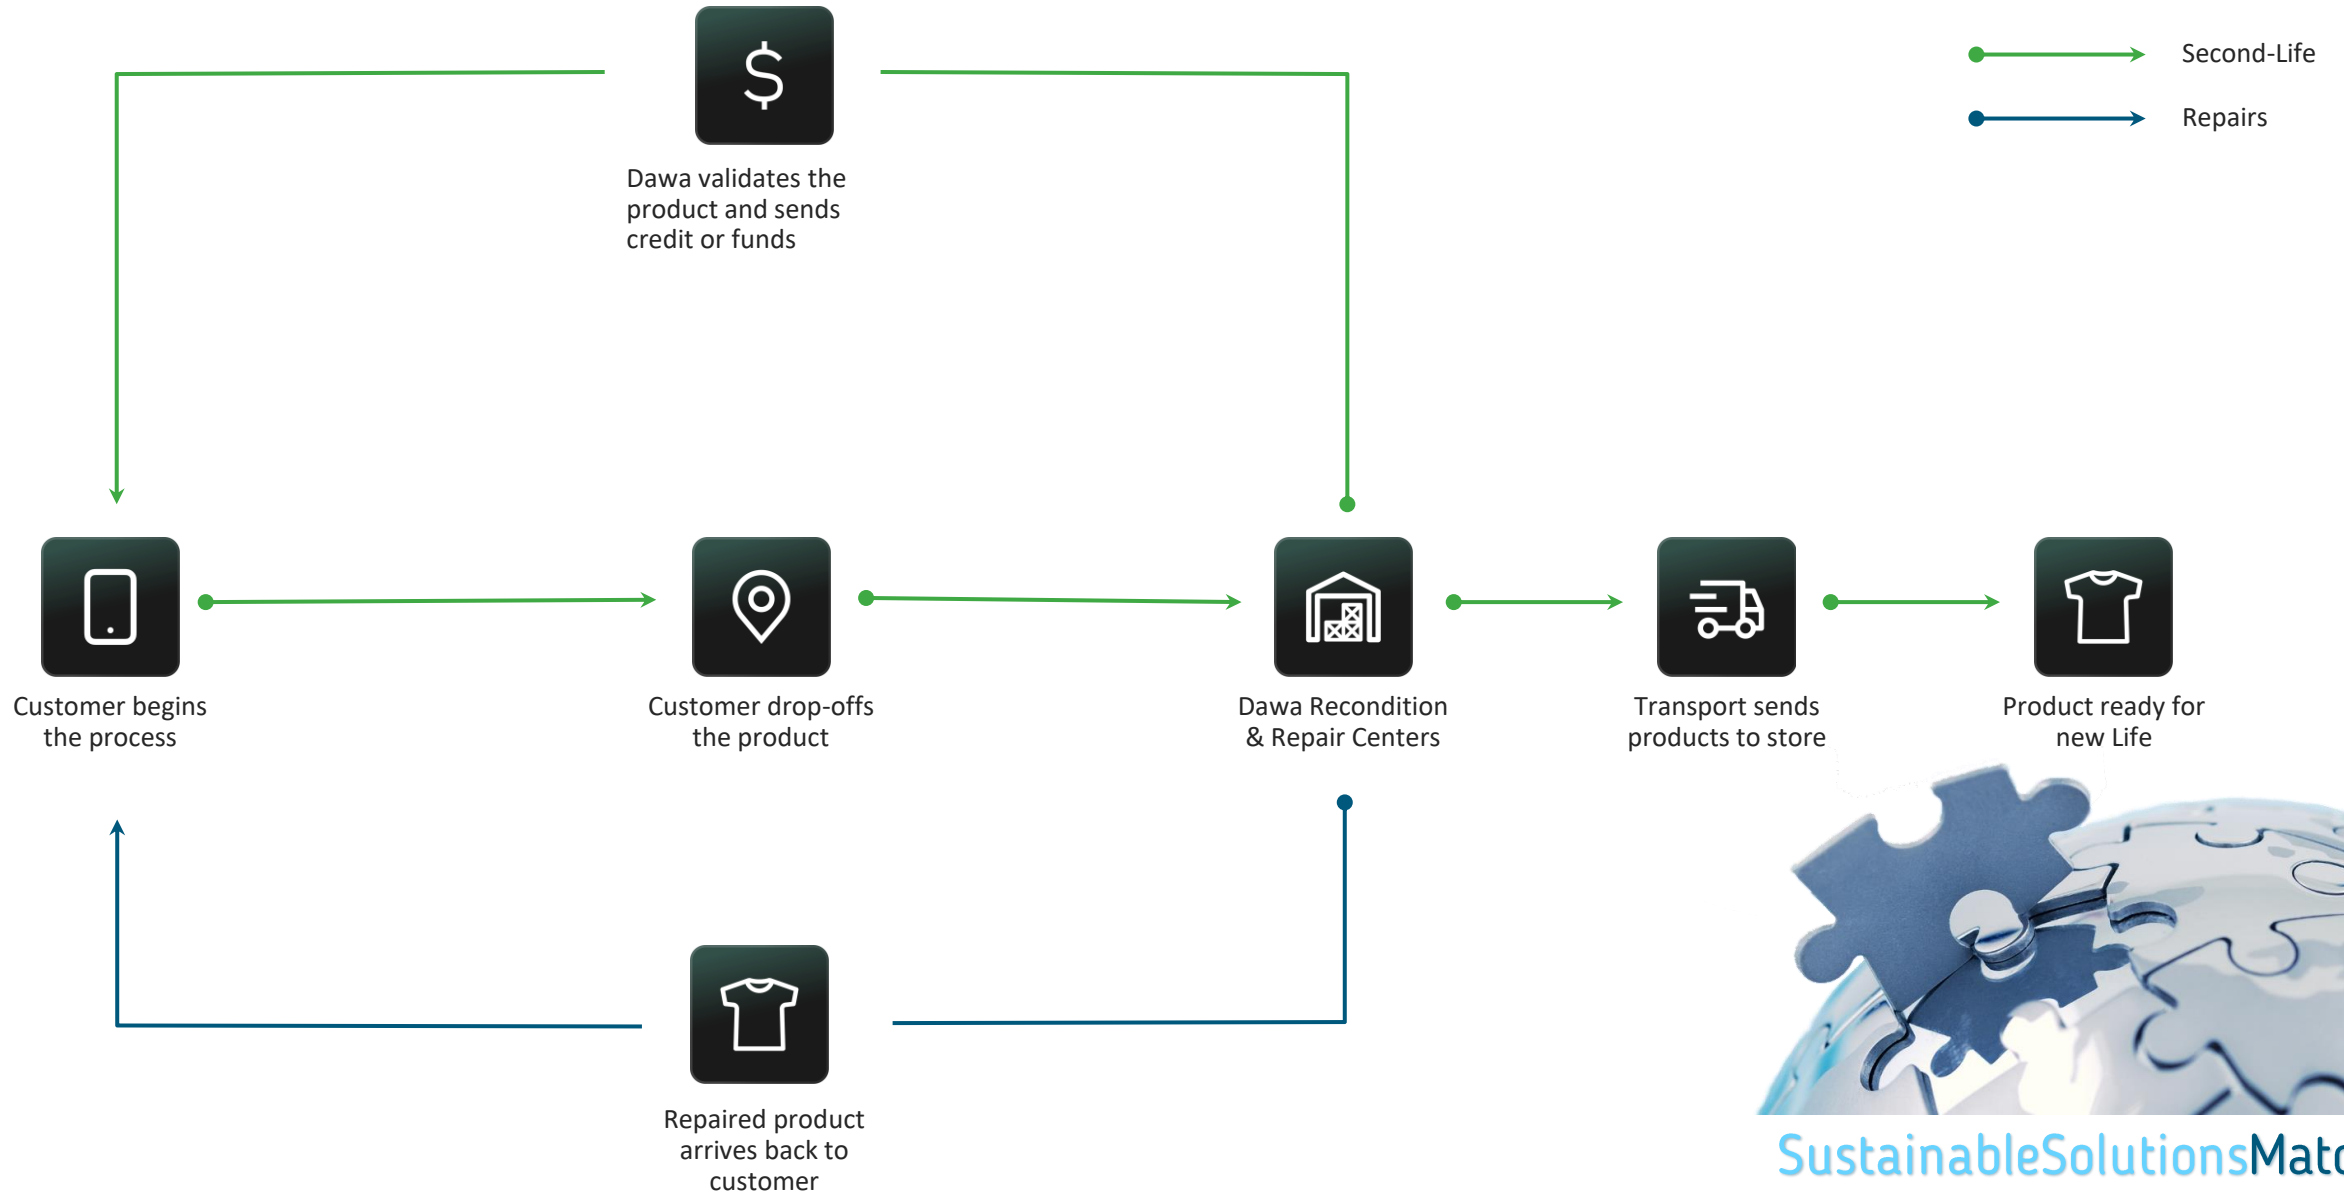 Second-Life
Repairs
$
Dawa validates the
product and sends
credit or funds
Customer begins
the process
Customer drop-offs
the product
Dawa Recondition
& Repair Centers
Transport sends
products to store
Product ready for
new Life
Repaired product
arrives back to
customer
SustainableSolutionsMatc